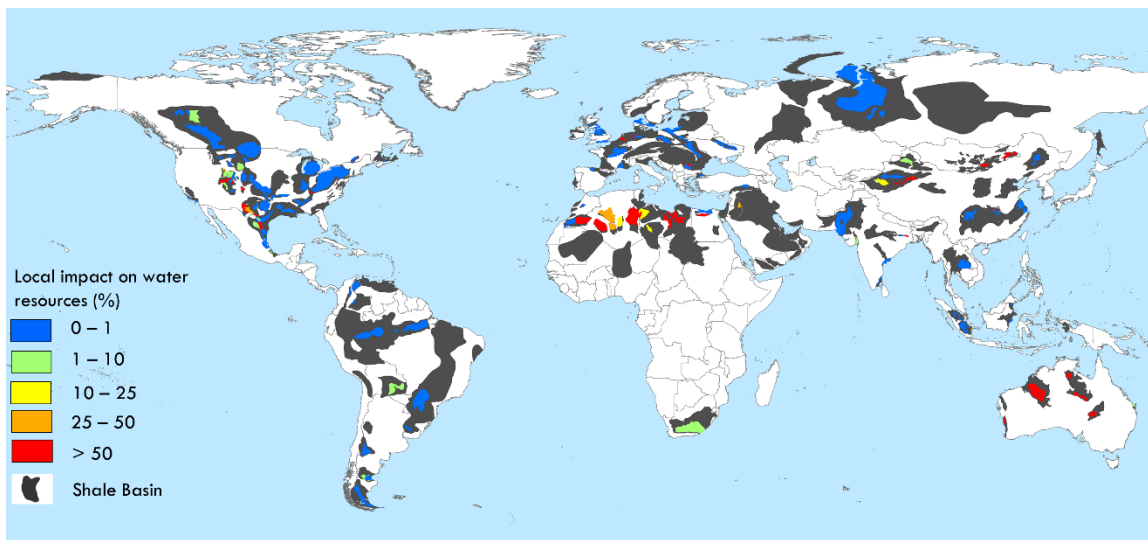 Local impact on water
resources (%)
0 – 1
1 – 10
10 – 25
25 – 50
> 50
Shale Basin